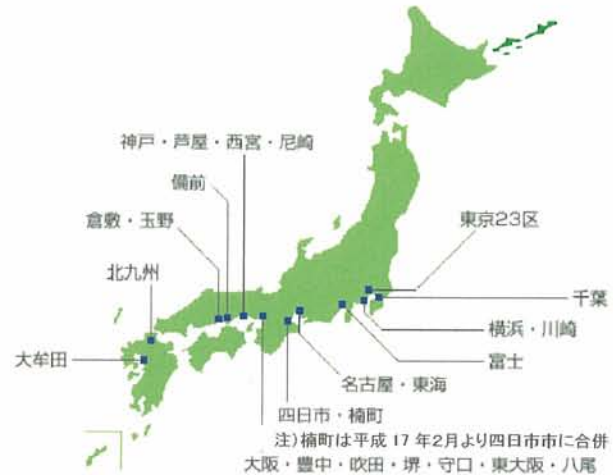 神戸・芦屋・西宮・尼崎
備前
倉敷・玉野
北九州
大牟田
東京23区
千葉
横浜・川崎
富士
名古屋・東海
四日市・楠町
注)楠町は平成17年2月より四日市市に合併
大阪・豊中・吹田・堺・守口・東大阪・八尾